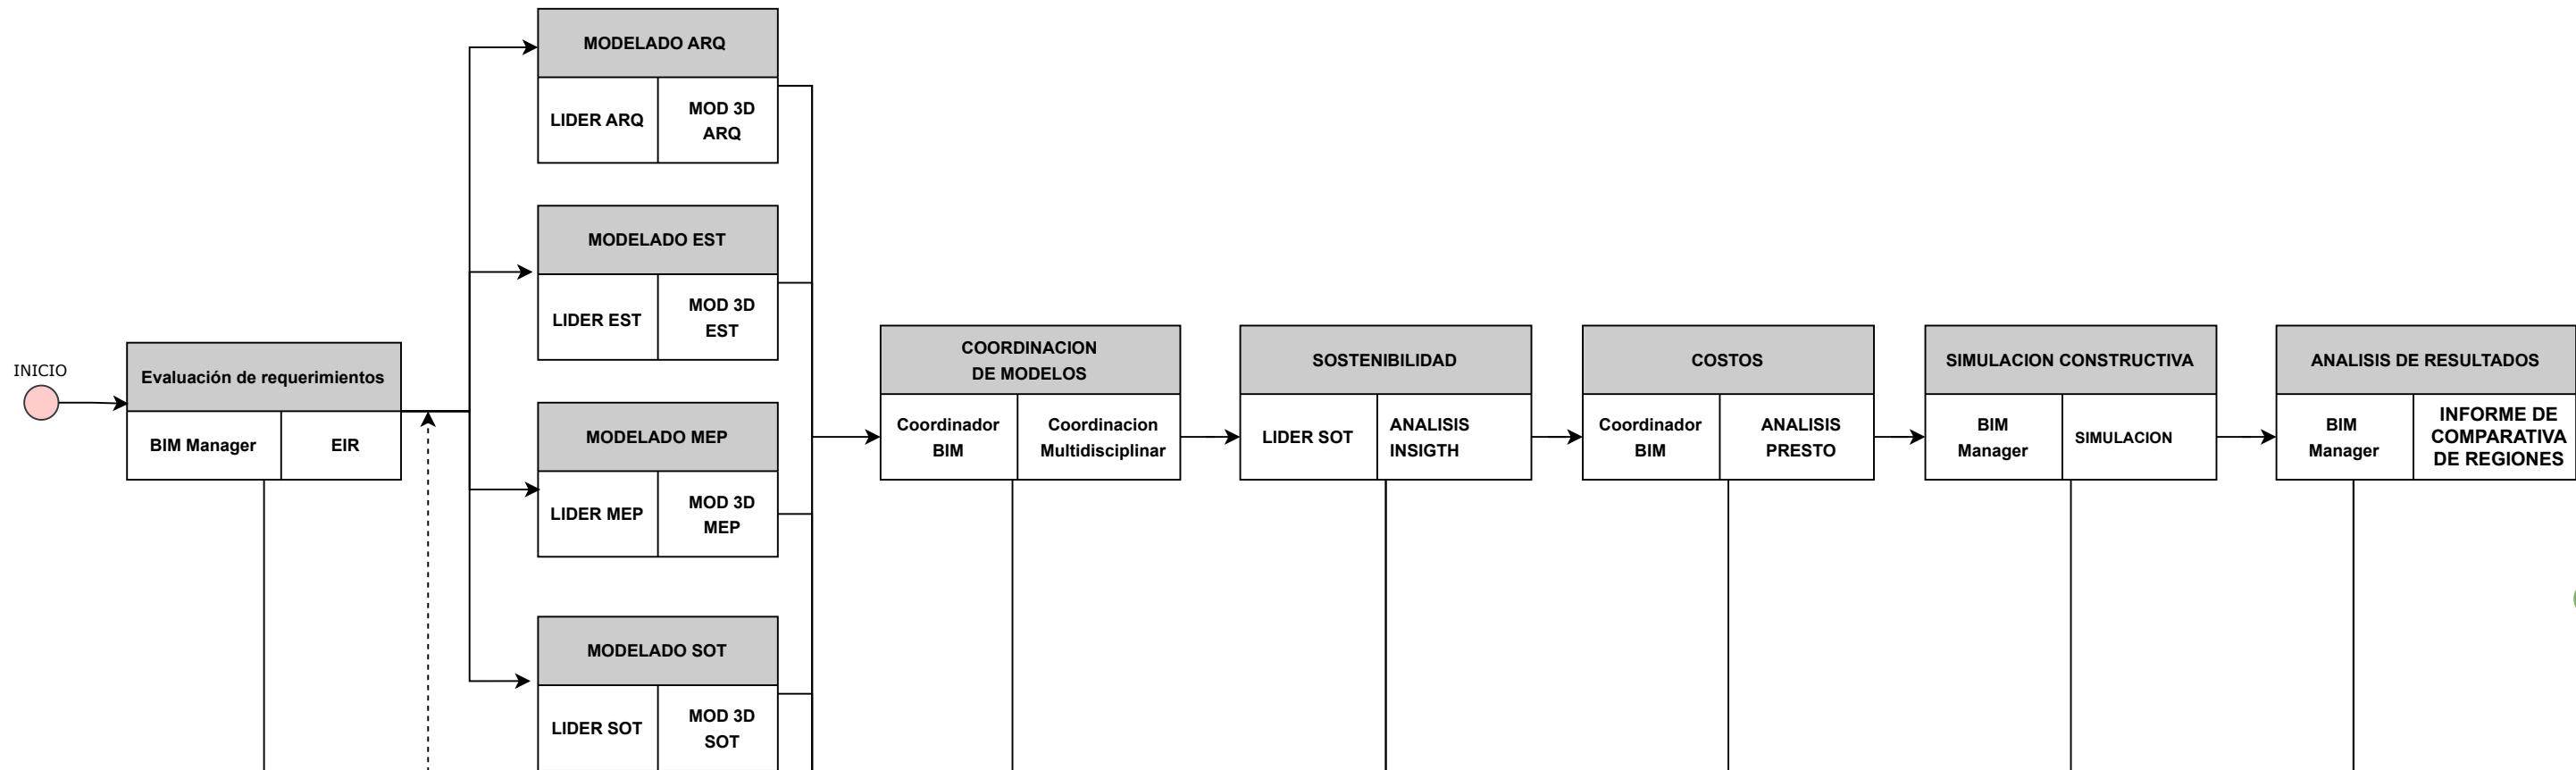 INICIO
Evaluación de requerimientos
BIM Manager
EIR
MODELADO ARQ
LIDER ARQ
MOD 3D
ARQ
MODELADO EST
LIDER EST
MOD 3D
EST
MODELADO MEP
LIDER MEP
MOD 3D
MEP
MODELADO SOT
LIDER SOT
MOD 3D
SOT
COORDINACION
DE MODELOS
Coordinador
BIM
Coordinacion
Multidisciplinar
SOSTENIBILIDAD
LIDER SOT
ANALISIS
INSIGTH
COSTOS
Coordinador
BIM
ANALISIS
PRESTO
SIMULACION CONSTRUCTIVA
BIM
Manager
SIMULACION
ANALISIS DE RESULTADOS
BIM
Manager
INFORME DE
COMPARATIVA
DE REGIONES